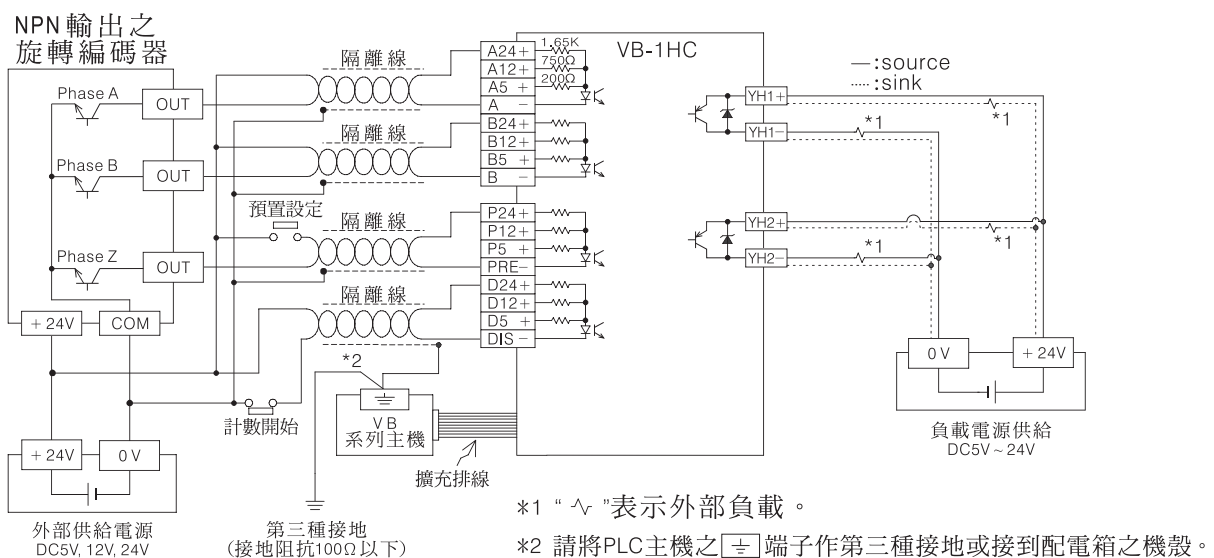 NPN 輸出之
旋轉編碼器
Phase A
OUT
Phase B
OUT
Phase Z
OUT
+ 24V
COM
+ 24V
0 V
外部供給電源
DC5V, 12V, 24V
隔離線
隔離線
預置設定
隔離線
隔離線
計數開始
*2
VB
系列主機
擴充排線
第三種接地
(接地阻抗100Ω以下)
A24+
A12+
A5 +
A −
1.65K
750Ω
200Ω
B24+
B12+
B5 +
B −
P24+
P12+
P5 +
PRE−
D24+
D12+
D5 +
DIS −
VB-1HC
YH1+
YH1−
YH2+
YH2−
:source
:sink
*1
*1
*1
*1
0 V
+ 24V
負載電源供給
DC5V ~ 24V
*1 “ ”表示外部負載。
*2 請將PLC主機之 端子作第三種接地或接到配電箱之機殼。